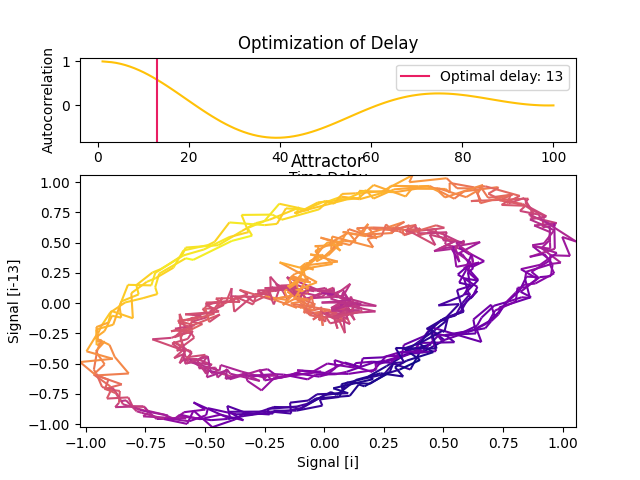 Optimization of Delay
Autocorrelation
1
0
Optimal delay: 13
0 20 40 60 80 100
Attractor
Signal [i-13]
1.00
0.75
0.50
0.25
0.00
−0.25
−0.50
−0.75
−1.00
−1.00 −0.75 −0.50 −0.25 0.00 0.25 0.50 0.75 1.00
Signal [i]